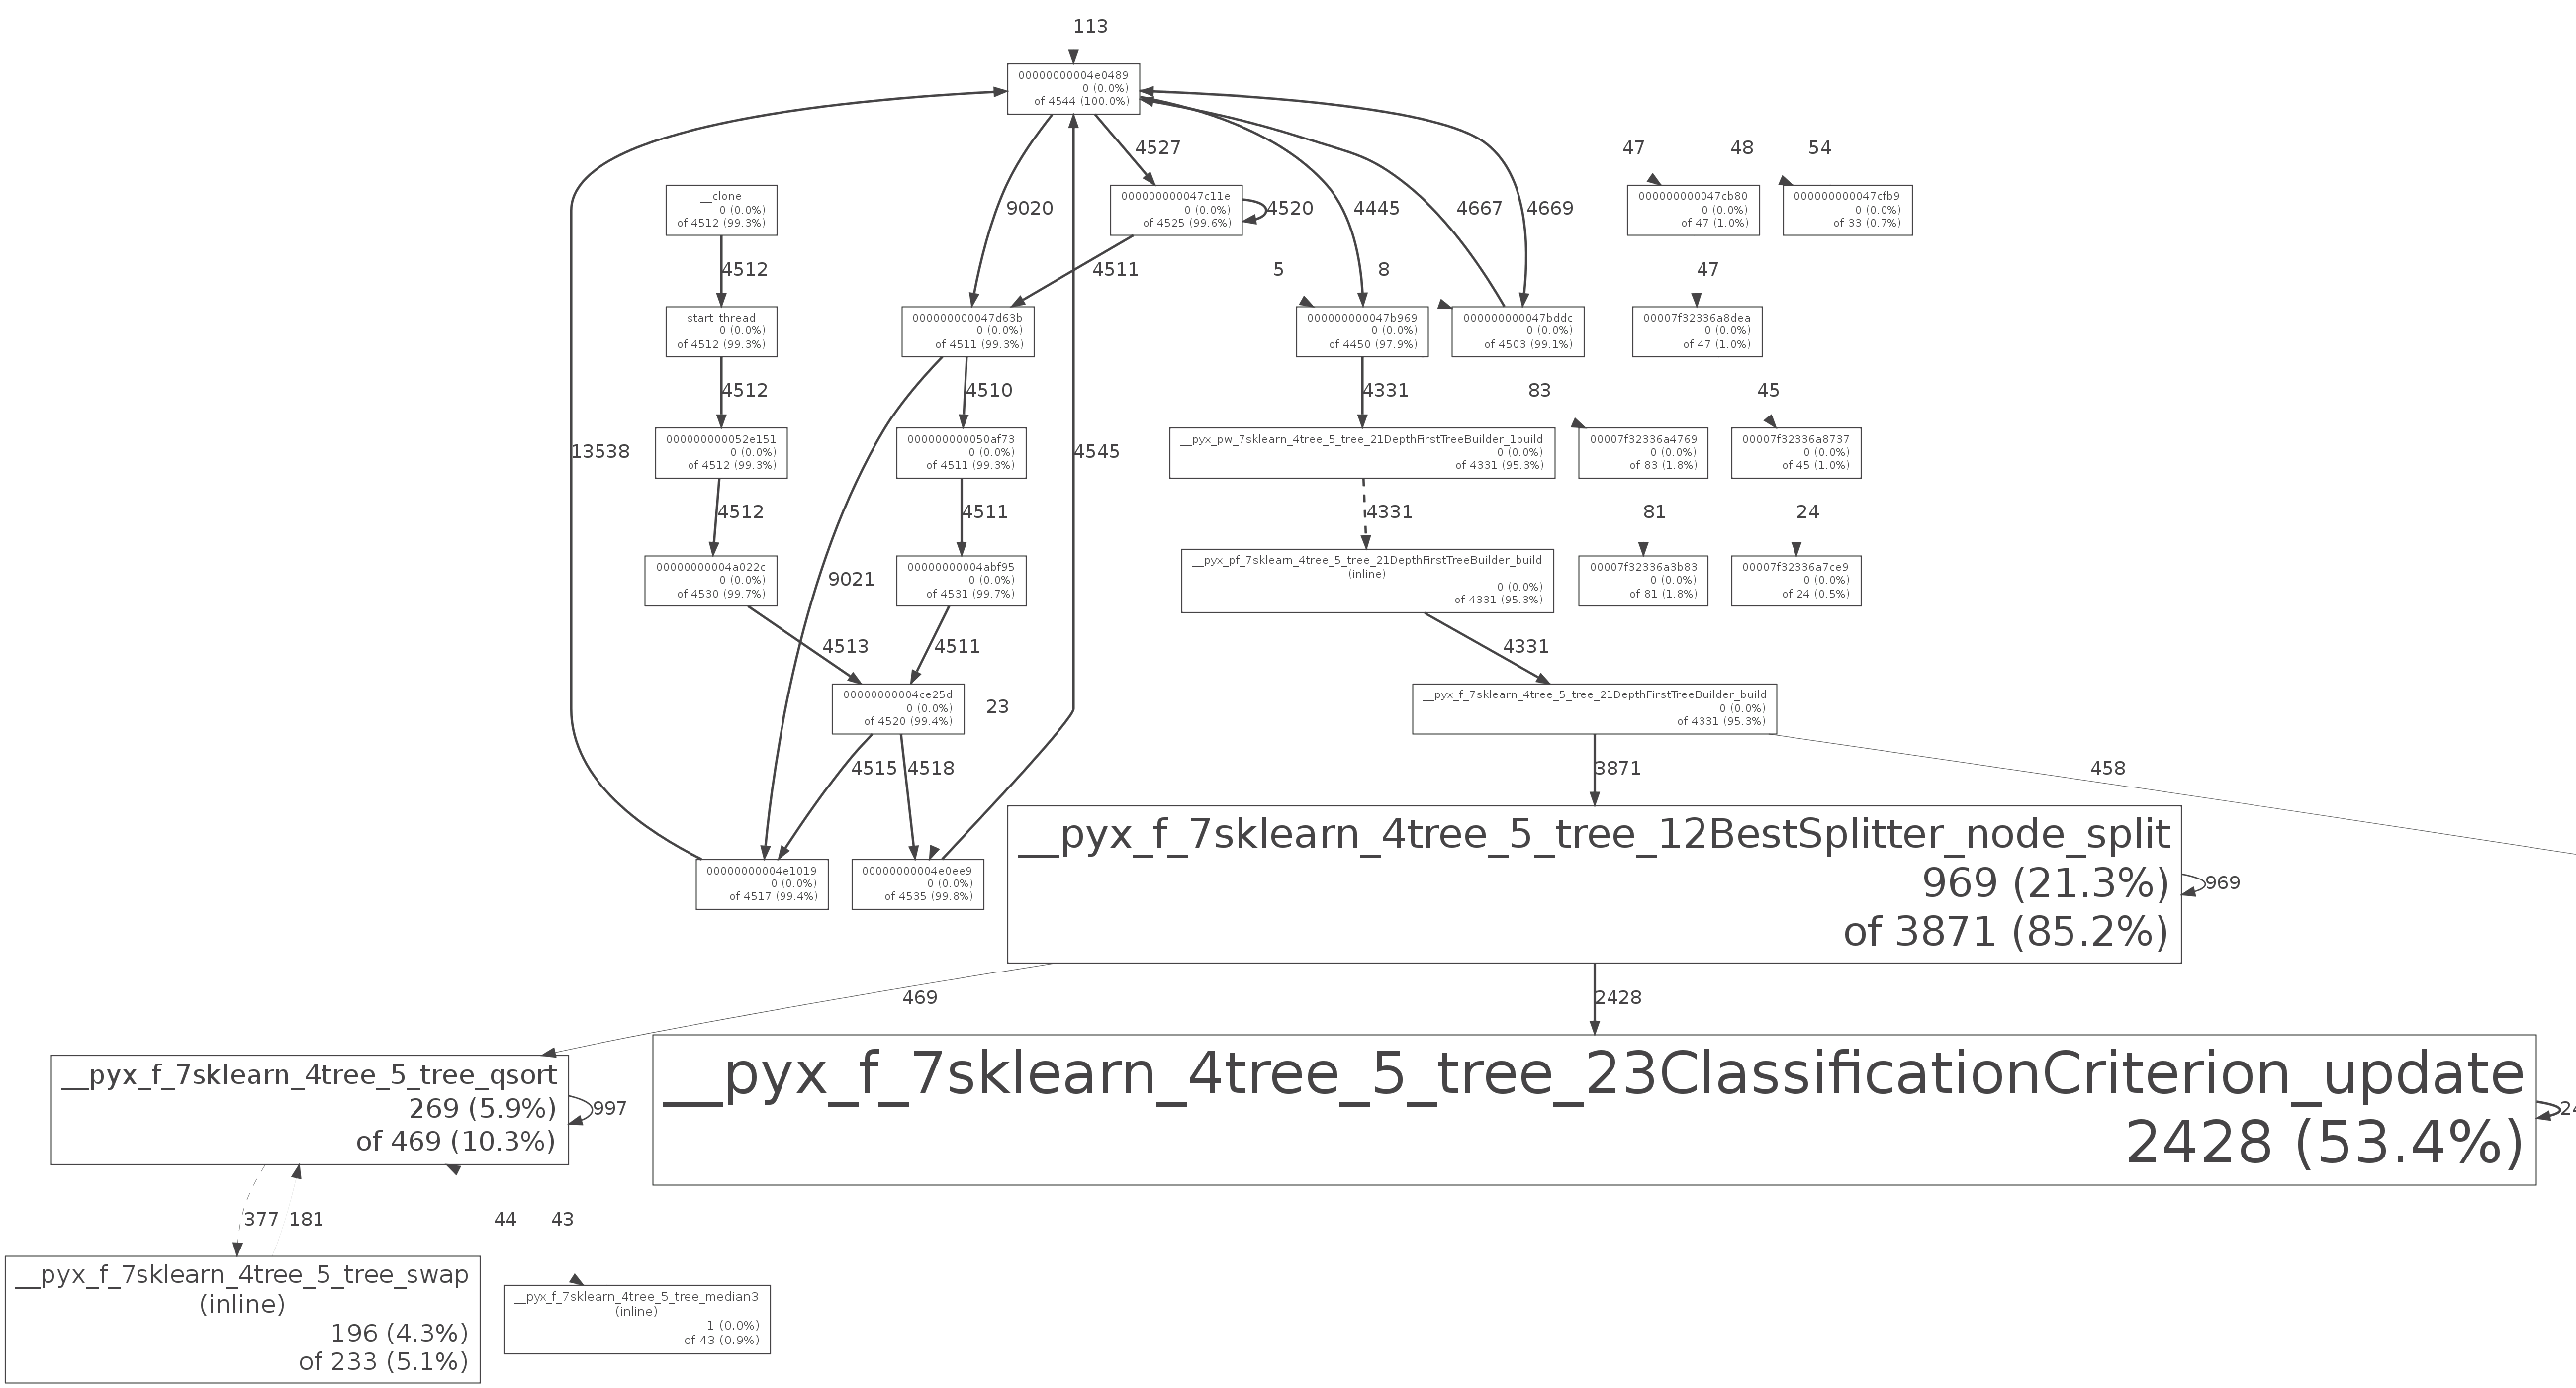 113
00000000004e0489
0 (0.0%)
of 4544 (100.0%)
4527
47
48
54
__clone
0 (0.0%)
of 4512 (99.3%)
9020
000000000047c11e
0 (0.0%)
of 4525 (99.6%)
4520
4445
4667
4669
000000000047cb80
0 (0.0%)
of 47 (1.0%)
000000000047cfb9
0 (0.0%)
of 33 (0.7%)
4512
4511
5
8
47
start_thread
0 (0.0%)
of 4512 (99.3%)
000000000047d63b
0 (0.0%)
of 4511 (99.3%)
000000000047b969
0 (0.0%)
of 4450 (97.9%)
000000000047bddc
0 (0.0%)
of 4503 (99.1%)
00007f32336a8dea
0 (0.0%)
of 47 (1.0%)
4512
4510
4331
83
45
13538
000000000052e151
0 (0.0%)
of 4512 (99.3%)
000000000050af73
0 (0.0%)
of 4511 (99.3%)
4545
__pyx_pw_7sklearn_4tree_5_tree_21DepthFirstTreeBuilder_1build
0 (0.0%)
of 4331 (95.3%)
00007f32336a4769
0 (0.0%)
of 83 (1.8%)
00007f32336a8737
0 (0.0%)
of 45 (1.0%)
4512
4511
4331
81
24
00000000004a022c
0 (0.0%)
of 4530 (99.7%)
9021
00000000004abf95
0 (0.0%)
of 4531 (99.7%)
__pyx_pf_7sklearn_4tree_5_tree_21DepthFirstTreeBuilder_build
(inline)
0 (0.0%)
of 4331 (95.3%)
00007f32336a3b83
0 (0.0%)
of 81 (1.8%)
00007f32336a7ce9
0 (0.0%)
of 24 (0.5%)
4513
4511
4331
00000000004ce25d
0 (0.0%)
of 4520 (99.4%)
23
__pyx_f_7sklearn_4tree_5_tree_21DepthFirstTreeBuilder_build
0 (0.0%)
of 4331 (95.3%)
4515
4518
3871
458
00000000004e1019
0 (0.0%)
of 4517 (99.4%)
00000000004e0ee9
0 (0.0%)
of 4535 (99.8%)
__pyx_f_7sklearn_4tree_5_tree_12BestSplitter_node_split
969 (21.3%)
of 3871 (85.2%)
969
469
2428
__pyx_f_7sklearn_4tree_5_tree_qsort
269 (5.9%)
of 469 (10.3%)
997
__pyx_f_7sklearn_4tree_5_tree_23ClassificationCriterion_update
2428 (53.4%)
377
181
44
43
__pyx_f_7sklearn_4tree_5_tree_swap
(inline)
196 (4.3%)
of 233 (5.1%)
__pyx_f_7sklearn_4tree_5_tree_median3
(inline)
1 (0.0%)
of 43 (0.9%)